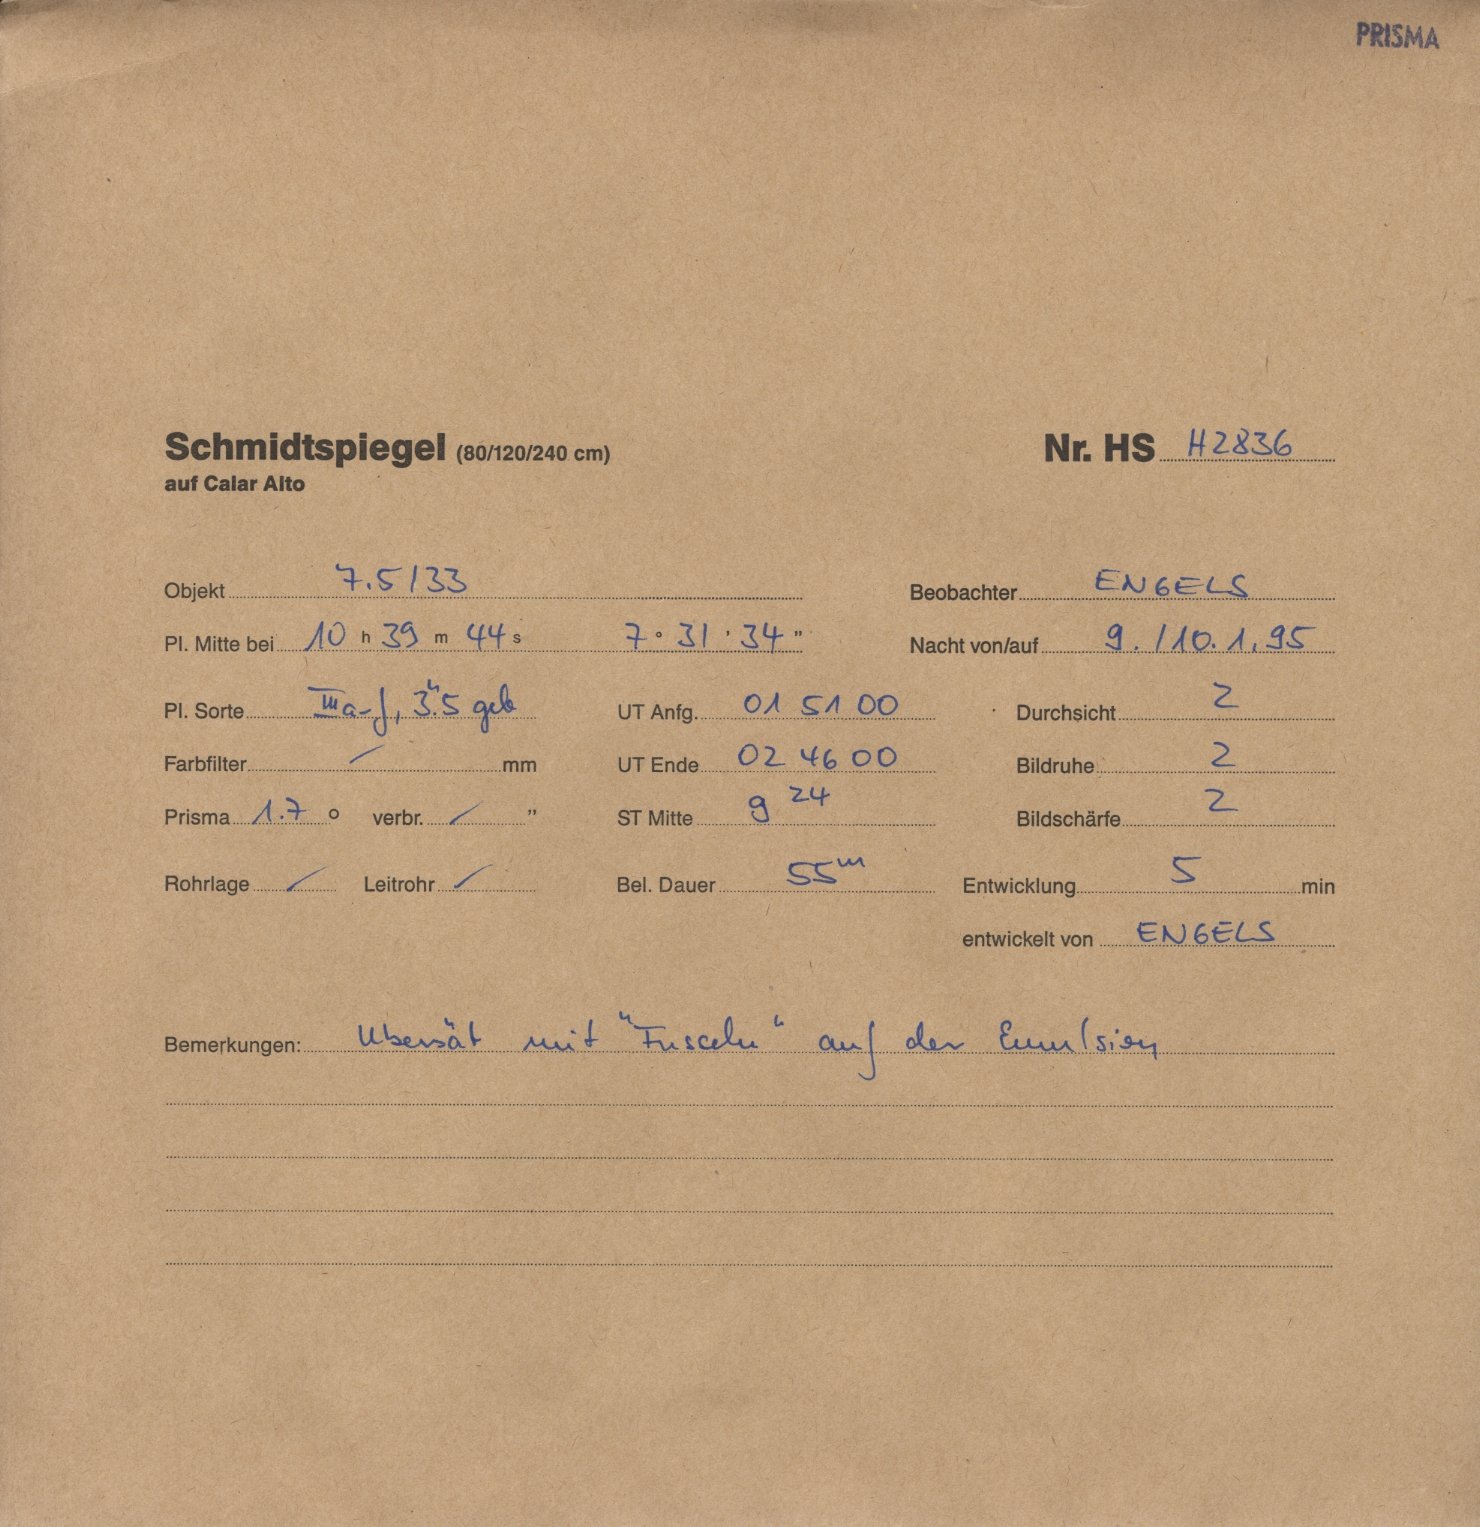 PRISMA
Schmidtspiegel (80/120/240 cm) Nr. HS H2836
auf Calar Alto
Objekt 7.5/33 Beobachter ENGELS
Pl. Mitte bei 10 h 39 m 44 s 7 ° 31 ' 34 " Nacht von/auf 9./10.1.95
Pl. Sorte IIIa-f, 3.5 geb UT Anfg. 01 51 00 Durchsicht 2
Farbfilter / mm UT Ende 02 46 00 Bildruhe 2
Prisma 1.7 ° verbr. / " ST Mitte 9 24 Bildschärfe 2
Rohrlage / Leitrohr / Bel. Dauer 55m Entwicklung 5 min
entwickelt von ENGELS
Bemerkungen: Übersät mit "Fuseln" auf der Emulsion